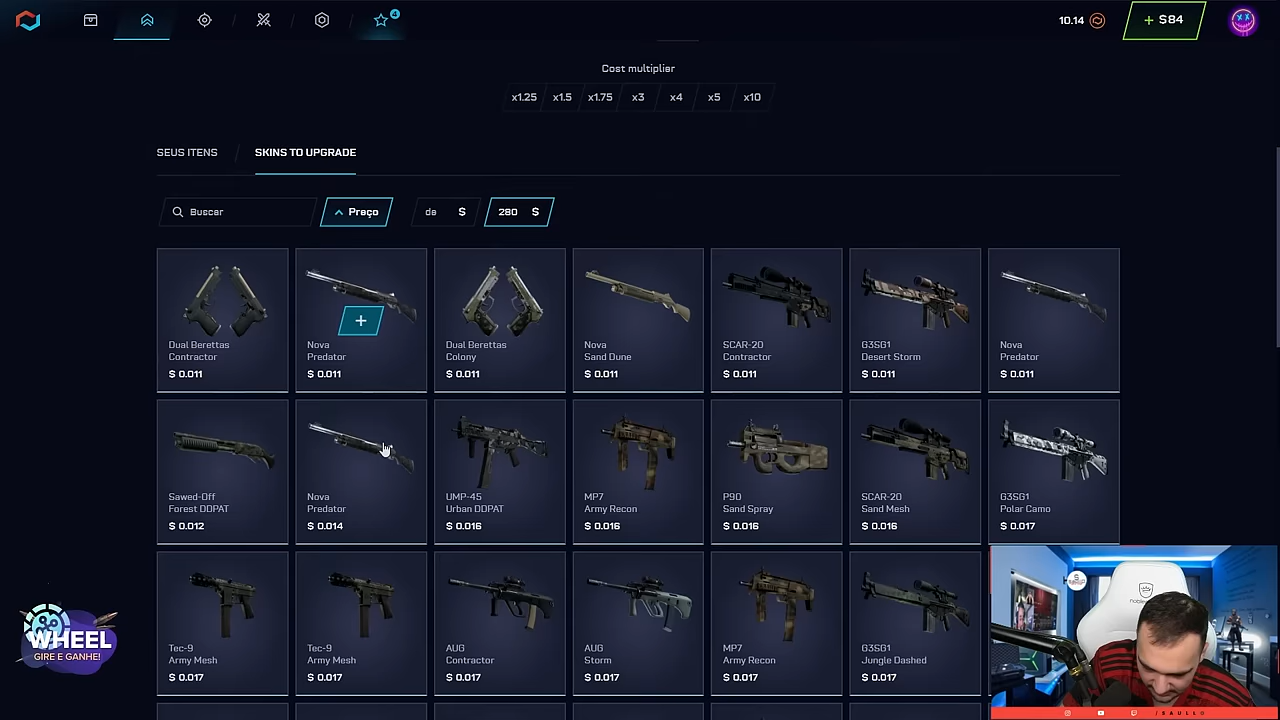 4
10.14
+ $84
Cost multiplier
x1.25 x1.5 x1.75 x3 x4 x5 x10
SEUS ITENS / SKINS TO UPGRADE
Buscar
Preço
de $
280 $
Dual Berettas
Contractor
$ 0.011
Nova
Predator
$ 0.011
Dual Berettas
Colony
$ 0.011
Nova
Sand Dune
$ 0.011
SCAR-20
Contractor
$ 0.011
G3SG1
Desert Storm
$ 0.011
Nova
Predator
$ 0.011
Sawed-Off
Forest DDPAT
$ 0.012
Nova
Predator
$ 0.014
UMP-45
Urban DDPAT
$ 0.016
MP7
Army Recon
$ 0.016
P90
Sand Spray
$ 0.016
SCAR-20
Sand Mesh
$ 0.016
G3SG1
Polar Camo
$ 0.017
Tec-9
Army Mesh
$ 0.017
Tec-9
Army Mesh
$ 0.017
AUG
Contractor
$ 0.017
AUG
Storm
$ 0.017
MP7
Army Recon
$ 0.017
G3SG1
Jungle Dashed
$ 0.017
WHEEL
GIRE E GANHE!
/SAULLO